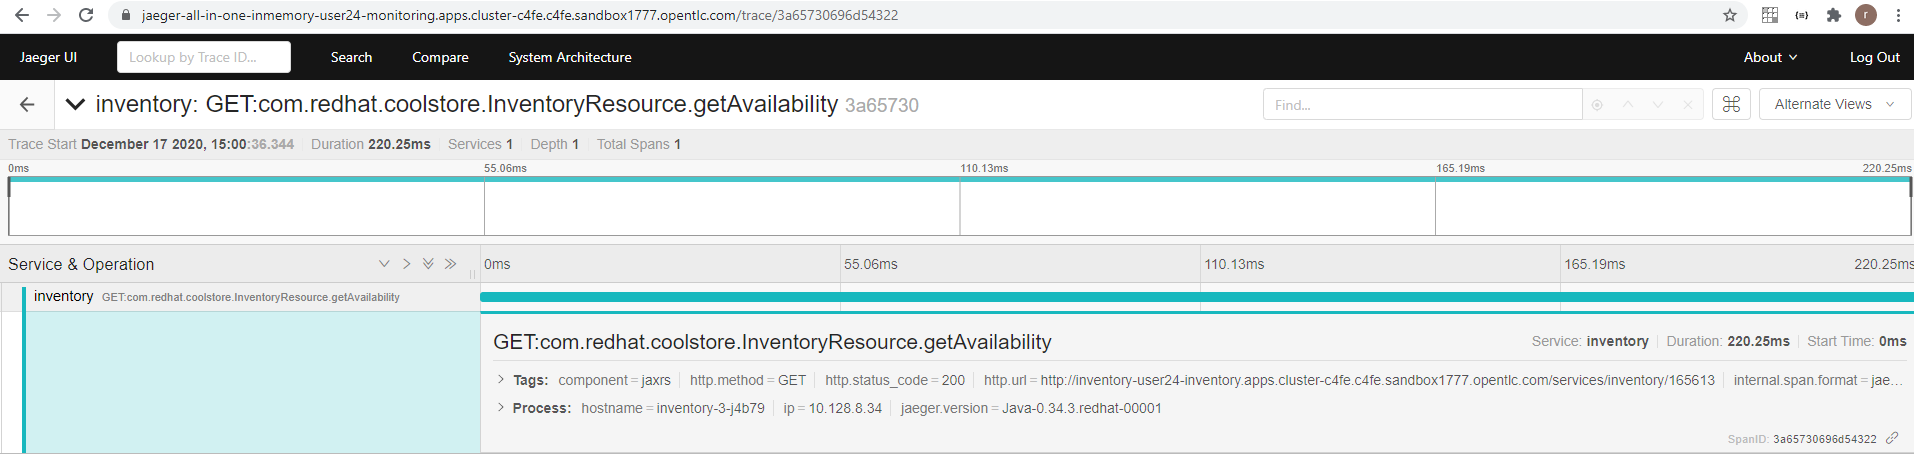 jaeger-all-in-one-inmemory-user24-monitoring.apps.cluster-c4fe.c4fe.sandbox1777.opentlc.com/trace/3a65730696d54322
r
Jaeger UI Lookup by Trace ID... Search Compare System Architecture About Log Out
inventory: GET:com.redhat.coolstore.InventoryResource.getAvailability 3a65730 Find... Alternate Views
Trace Start December 17 2020, 15:00:36.344 Duration 220.25ms Services 1 Depth 1 Total Spans 1
0ms 55.06ms 110.13ms 165.19ms 220.25ms
Service & Operation 0ms 55.06ms 110.13ms 165.19ms 220.25ms
inventory GET:com.redhat.coolstore.InventoryResource.getAvailability
GET:com.redhat.coolstore.InventoryResource.getAvailability Service: inventory Duration: 220.25ms Start Time: 0ms
Tags: component = jaxrs http.method = GET http.status_code = 200 http.url = http://inventory-user24-inventory.apps.cluster-c4fe.c4fe.sandbox1777.opentlc.com/services/inventory/165613 internal.span.format = jae...
Process: hostname = inventory-3-j4b79 ip = 10.128.8.34 jaeger.version = Java-0.34.3.redhat-00001
SpanID: 3a65730696d54322